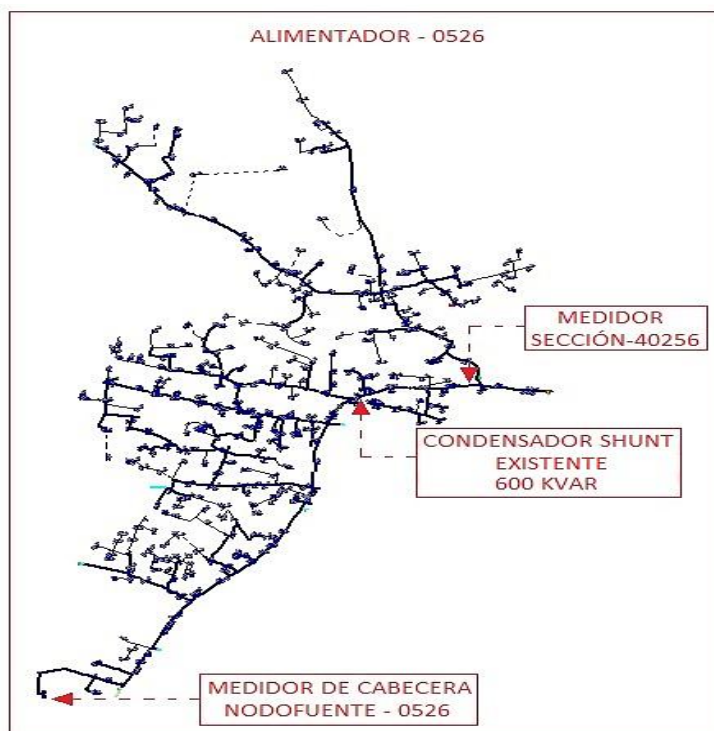 ALIMENTADOR - 0526
MEDIDOR
SECCIÓN-40256
CONDENSADOR SHUNT
EXISTENTE
600 KVAR
MEDIDOR DE CABECERA
NODOFUENTE - 0526